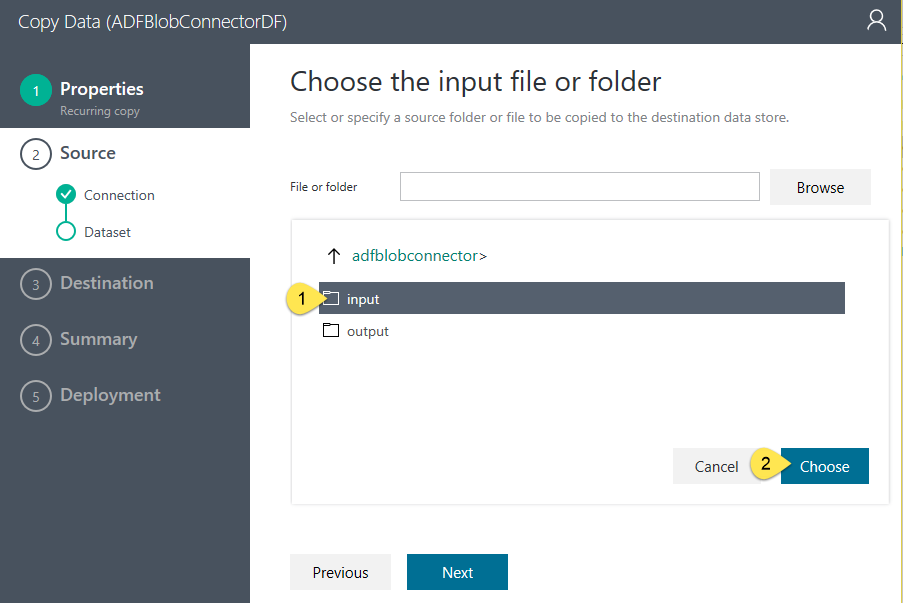 Copy Data (ADFBlobConnectorDF)
1 Properties
Recurring copy
2 Source
Connection
Dataset
3 Destination
4 Summary
5 Deployment
Choose the input file or folder
Select or specify a source folder or file to be copied to the destination data store.
File or folder
Browse
adfblobconnector>
1 input
output
Cancel 2 Choose
Previous Next